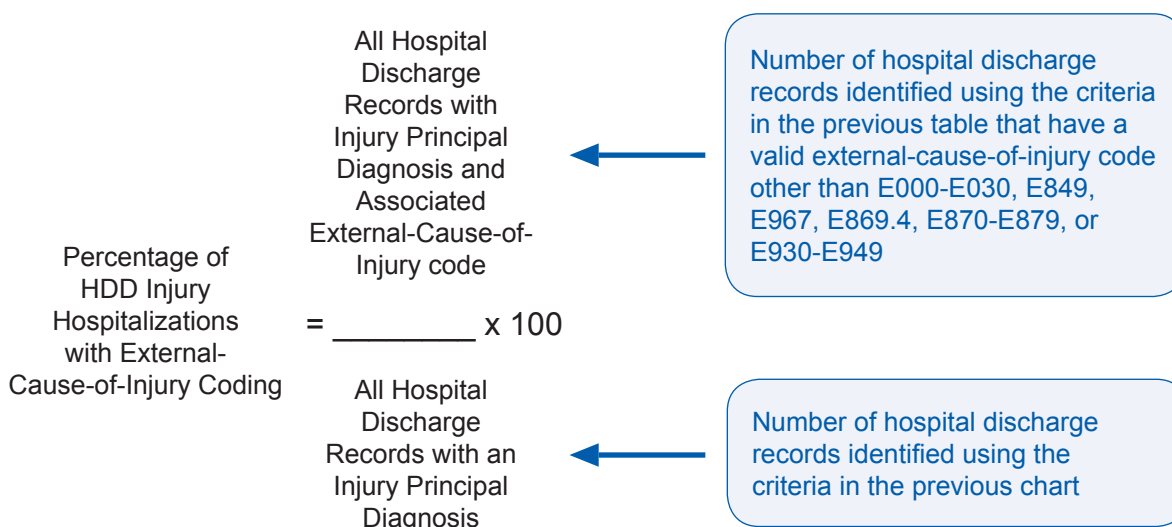 Percentage of
HDD Injury
Hospitalizations
with External-
Cause-of-Injury Coding
= ________ x 100
All Hospital
Discharge
Records with
Injury Principal
Diagnosis and
Associated
External-Cause-of-
Injury code
Number of hospital discharge
records identified using the criteria
in the previous table that have a
valid external-cause-of-injury code
other than E000-E030, E849,
E967, E869.4, E870-E879, or
E930-E949
All Hospital
Discharge
Records with an
Injury Principal
Diagnosis
Number of hospital discharge
records identified using the
criteria in the previous chart